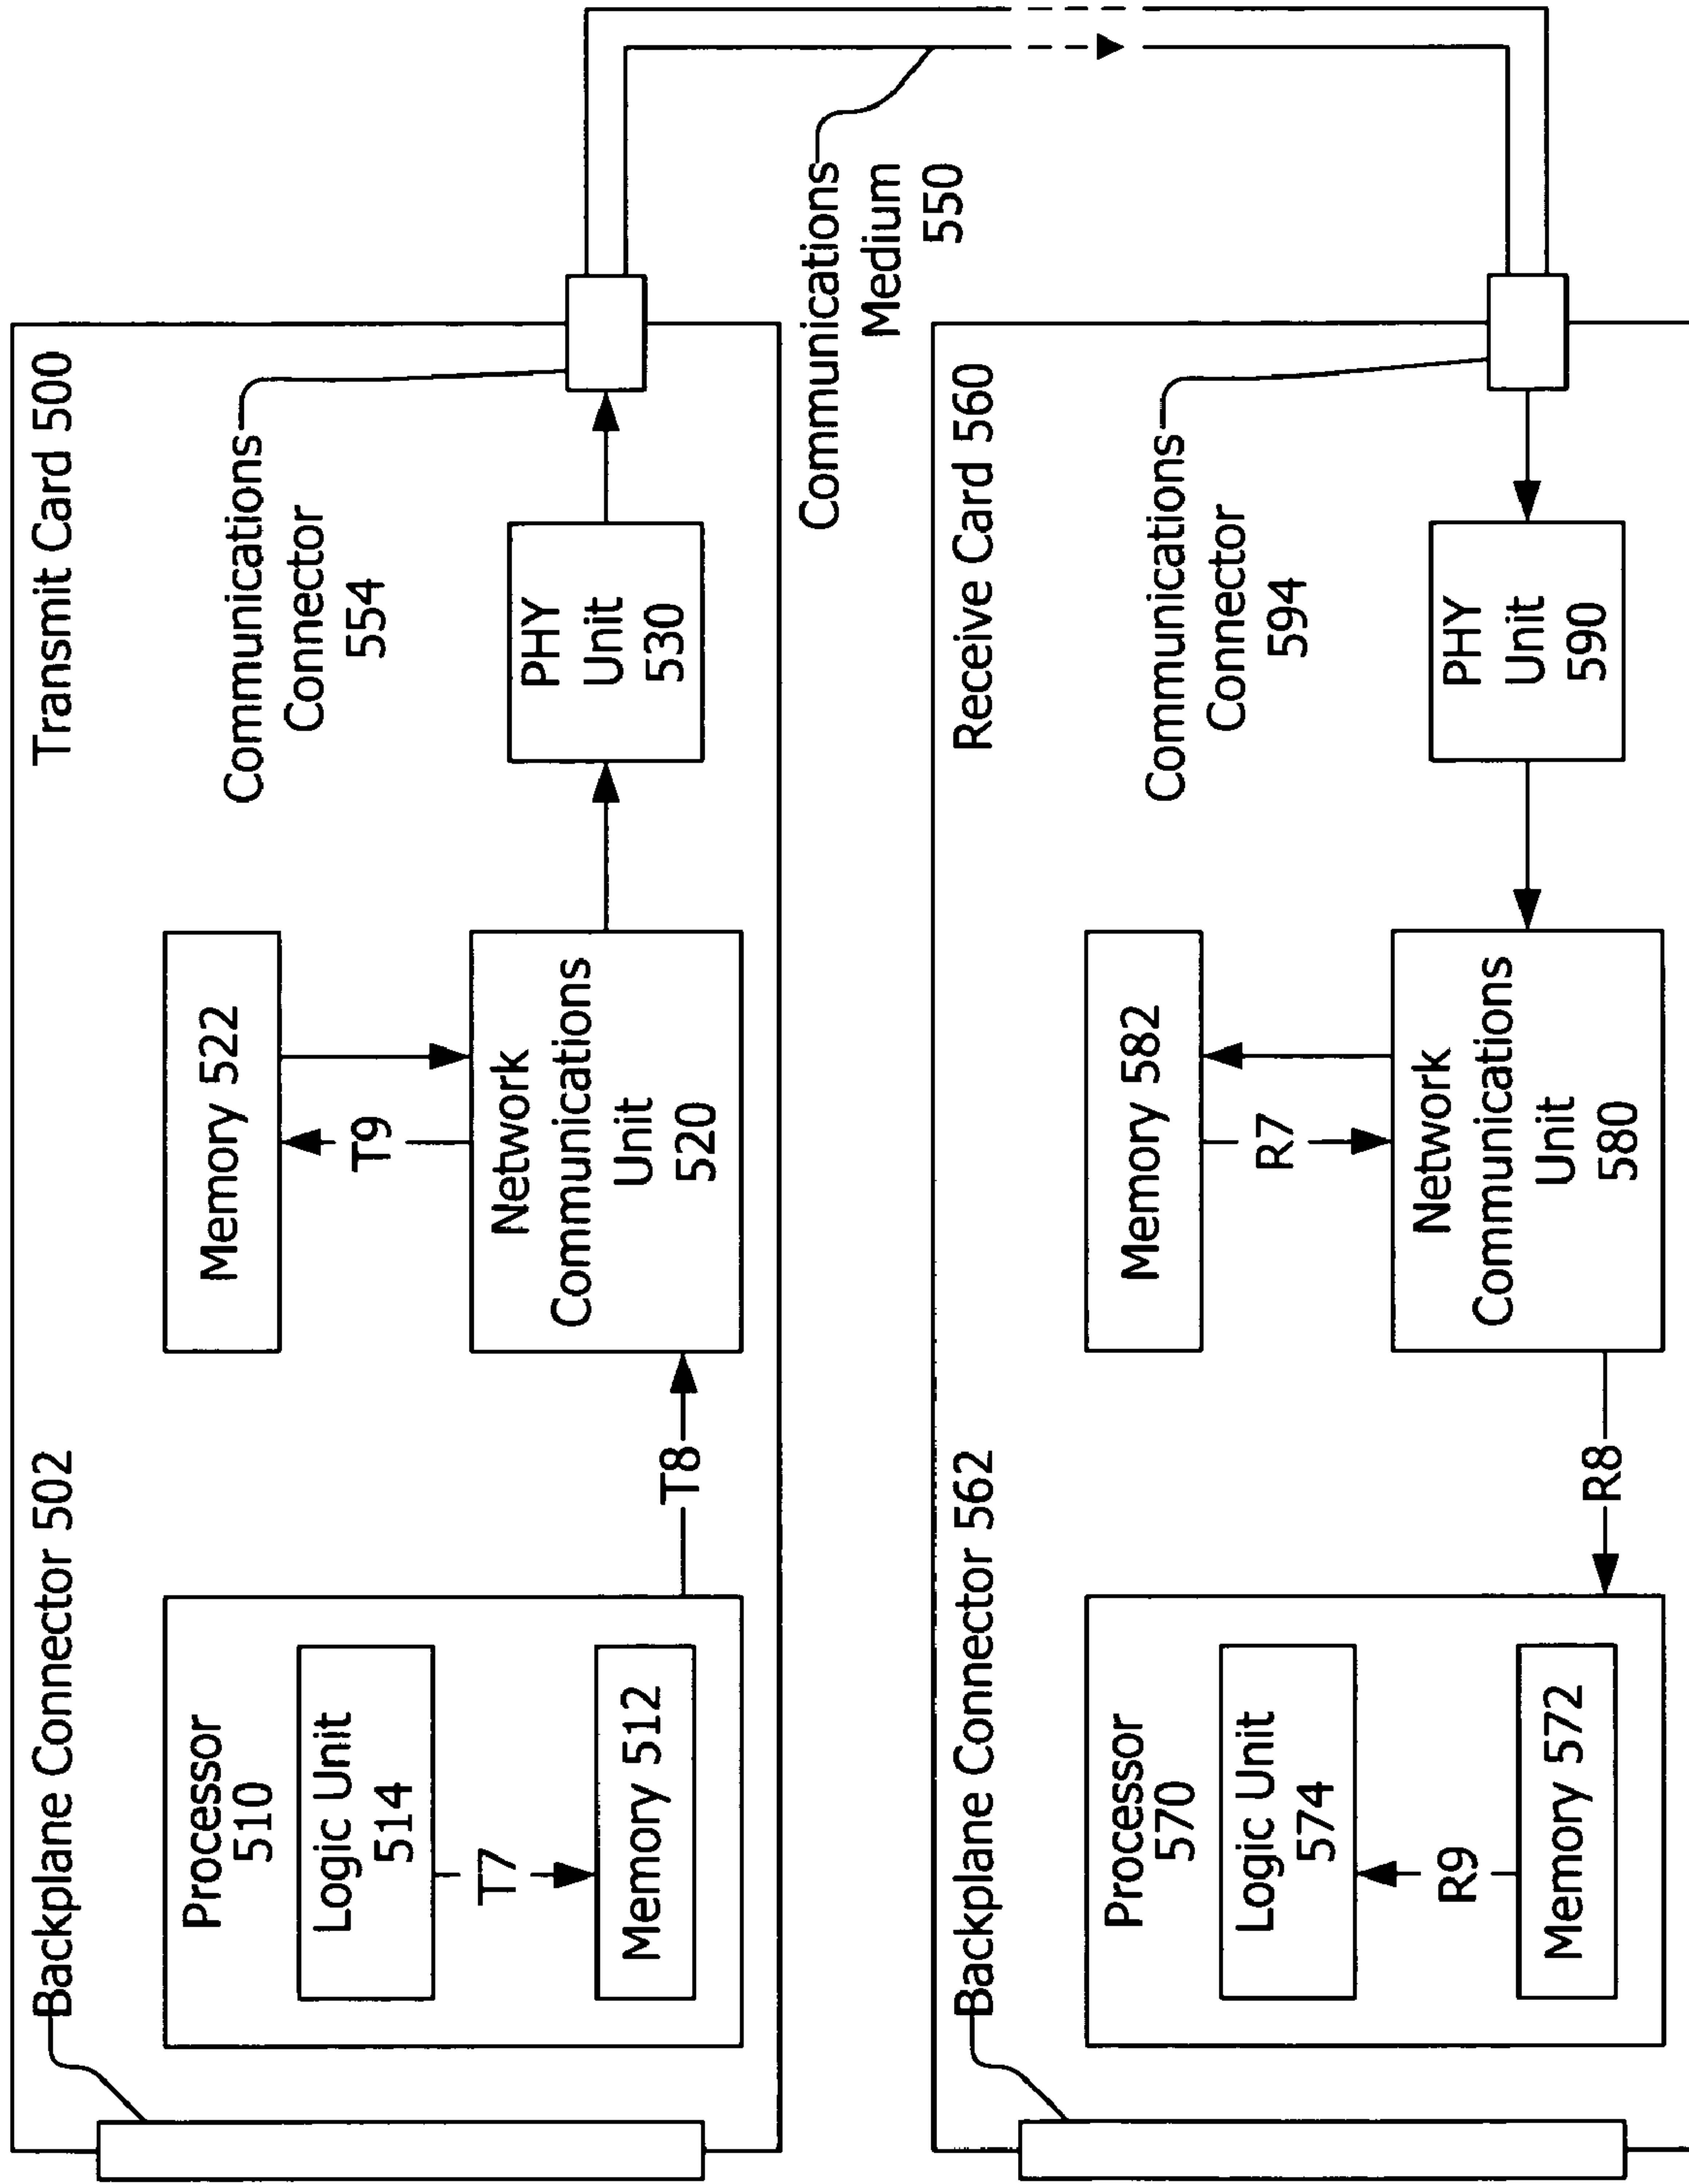 Transmit Card 500
Backplane Connector 502
Processor
510
Logic Unit
514
T7
Memory 512
T8
Memory 522
T9
Network
Communications
Unit
520
Communications
Connector
554
PHY
Unit
530
Communications
Medium
550
Receive Card 560
Backplane Connector 562
Processor
570
Logic Unit
574
R9
Memory 572
R8
Memory 582
R7
Network
Communications
Unit
580
Communications
Connector
594
PHY
Unit
590